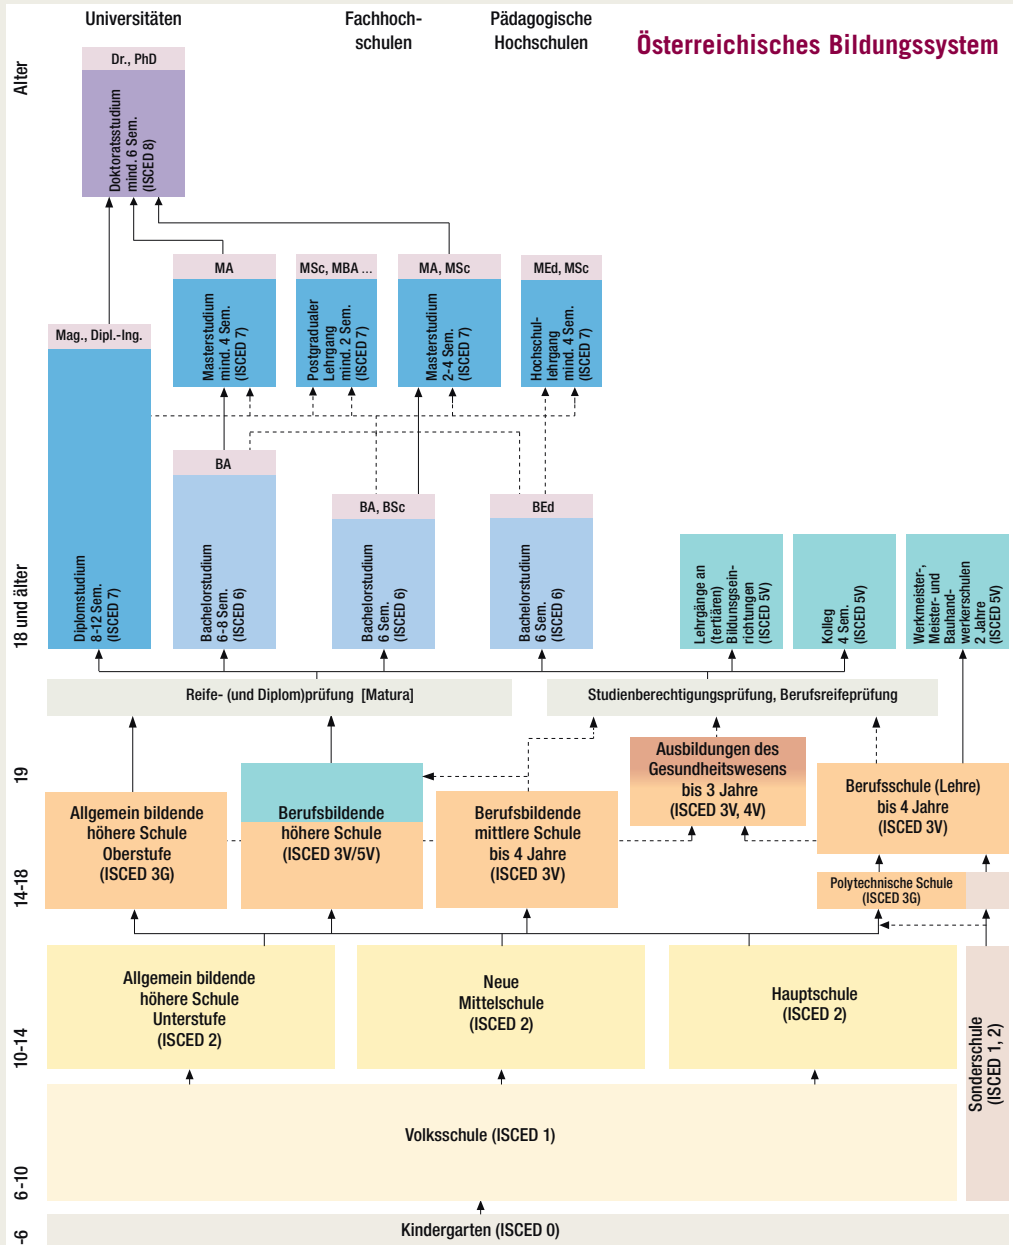 Universitäten
Fachhoch-
schulen
Pädagogische
Hochschulen
Österreichisches Bildungssystem
Alter
Dr., PhD
Doktoratsstudium
mind. 6 Sem.
(ISCED 8)
MA
MSc, MBA ...
MA, MSc
MEd, MSc
Masterstudium
mind. 4 Sem.
(ISCED 7)
Postgradualer
Lehrgang
mind. 2 Sem.
(ISCED 7)
Masterstudium
2-4 Sem.
(ISCED 7)
Hochschul-
lehrgang
mind. 4 Sem.
(ISCED 7)
Mag., Dipl.-Ing.
Diplomstudium
8-12 Sem.
(ISCED 7)
BA
Bachelorstudium
6-8 Sem.
(ISCED 6)
BA, BSc
Bachelorstudium
6 Sem.
(ISCED 6)
BEd
Bachelorstudium
6 Sem.
(ISCED 6)
Lehrgänge an
(tertiären)
Bildunsgsein-
richtungen
(ISCED 5V)
Kolleg
4 Sem.
(ISCED 5V)
Werkmeister-,
Meister- und
Bauhand-
werkerschulen
2 Jahre
(ISCED 5V)
18 und älter
Reife- (und Diplom)prüfung [Matura]
Studienberechtigungsprüfung, Berufsreifeprüfung
19
Ausbildungen des
Gesundheitswesens
bis 3 Jahre
(ISCED 3V, 4V)
Allgemein bildende
höhere Schule
Oberstufe
(ISCED 3G)
Berufsbildende
höhere Schule
(ISCED 3V/5V)
Berufsbildende
mittlere Schule
bis 4 Jahre
(ISCED 3V)
Berufsschule (Lehre)
bis 4 Jahre
(ISCED 3V)
14-18
Polytechnische Schule
(ISCED 3G)
Allgemein bildende
höhere Schule
Unterstufe
(ISCED 2)
Neue
Mittelschule
(ISCED 2)
Hauptschule
(ISCED 2)
10-14
Sonderschule
(ISCED 1, 2)
Volksschule (ISCED 1)
6-10
Kindergarten (ISCED 0)
-6